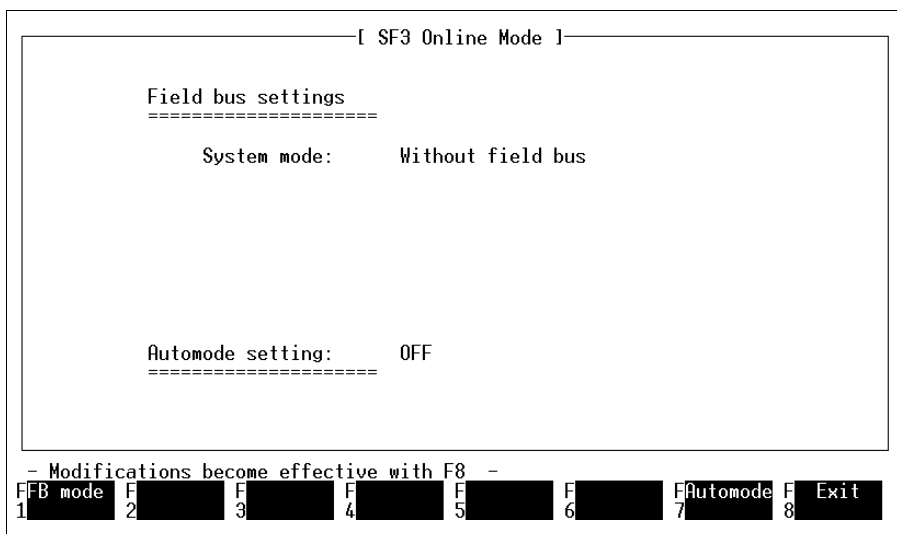 [ SF3 Online Mode ]
Field bus settings
=====================
System mode: Without field bus
Automode setting: OFF
=====================
- Modifications become effective with F8 -
F1 FB mode F2 F3 F4 F5 F6 F7 Automode F8 Exit